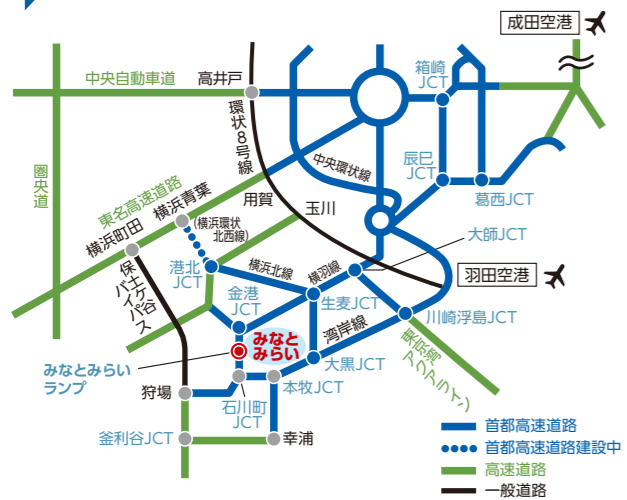 成田空港
箱崎
JCT
中央自動車道
高井戸
環状8号線
中央環状線
辰巳
JCT
葛西JCT
圏央道
東名高速道路
横浜青葉
用賀
玉川
横浜町田
(横浜環状
北西線)
大師JCT
保土ヶ谷
バイパス
港北
JCT
横浜北線
横羽線
羽田空港
金港
JCT
生麦JCT
川崎浮島JCT
湾岸線
みなと
みらい
東京湾
アクアライン
みなとみらい
ランプ
大黒JCT
狩場
本牧JCT
石川町
JCT
釜利谷JCT
幸浦
首都高速道路
首都高速道路建設中
高速道路
一般道路